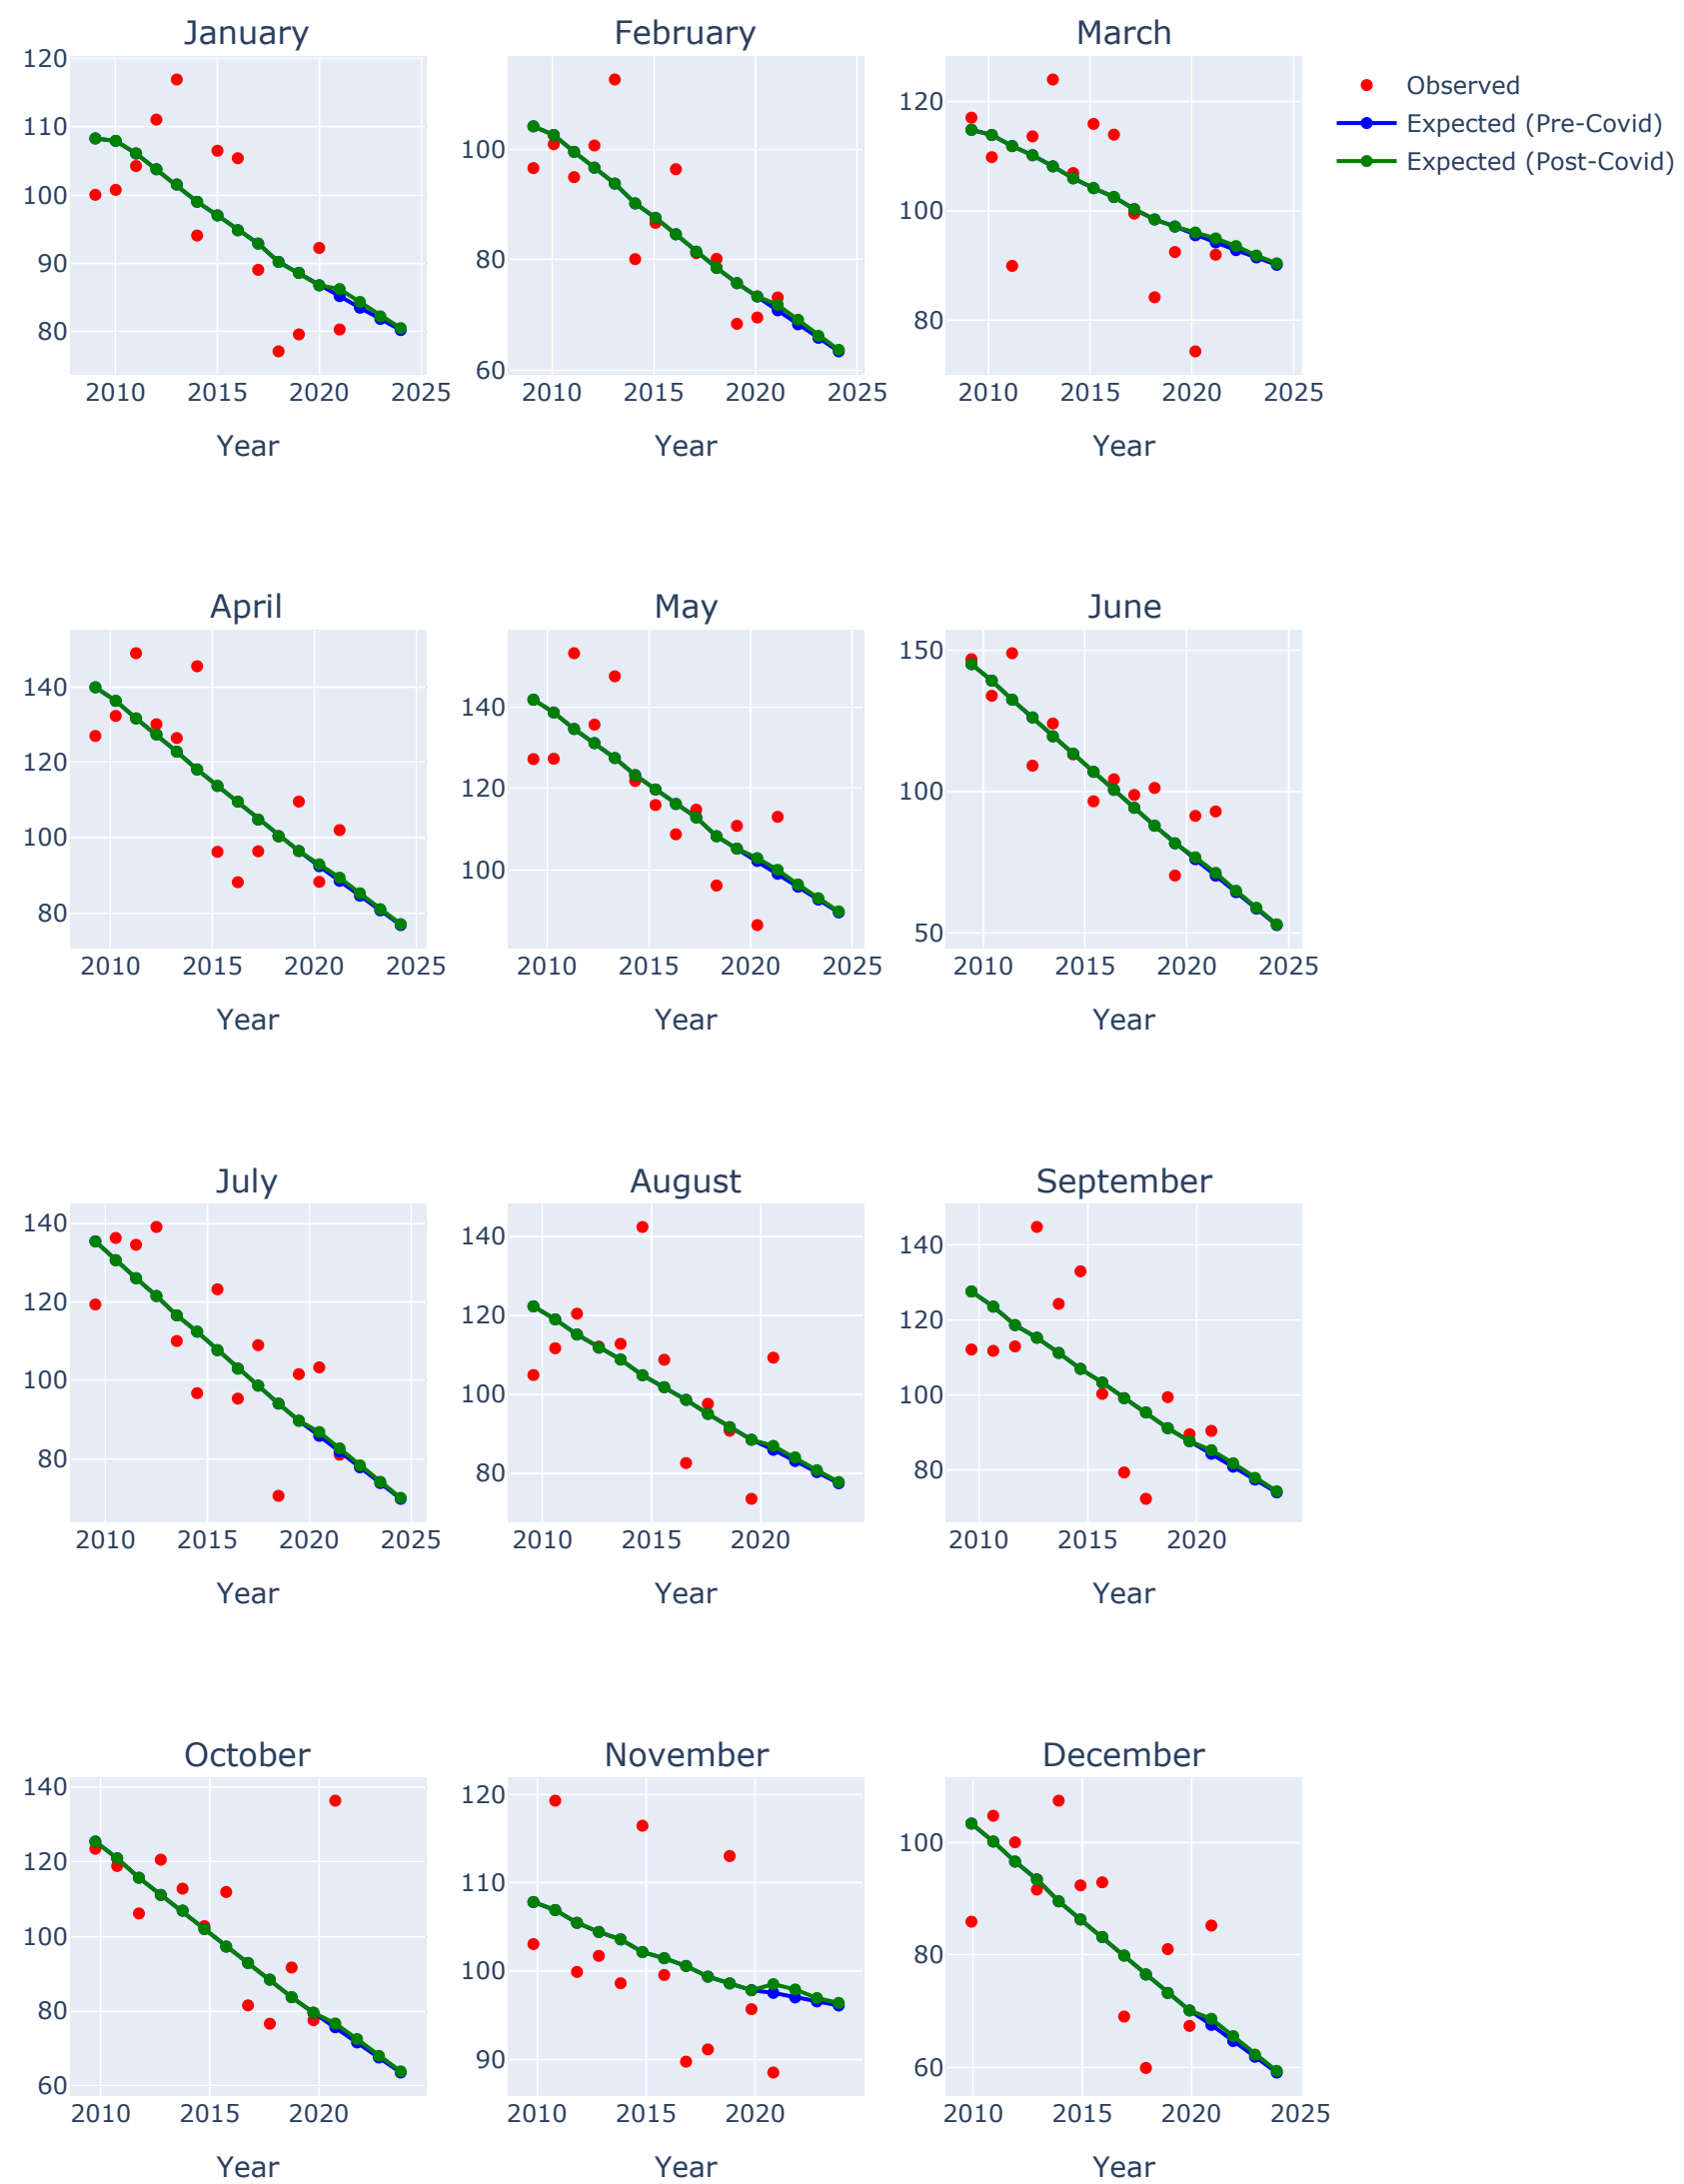 January February March
120
110
100
90
80
2010 2015 2020 2025
Year
100
80
60
2010 2015 2020 2025
Year
120
100
80
2010 2015 2020 2025
Year
Observed
Expected (Pre-Covid)
Expected (Post-Covid)
April May June
140
120
100
80
2010 2015 2020 2025
Year
140
120
100
2010 2015 2020 2025
Year
150
100
50
2010 2015 2020 2025
Year
July August September
140
120
100
80
2010 2015 2020 2025
Year
140
120
100
80
2010 2015 2020
Year
140
120
100
80
2010 2015 2020
Year
October November December
140
120
100
80
60
2010 2015 2020
Year
120
110
100
90
2010 2015 2020
Year
100
80
60
2010 2015 2020 2025
Year